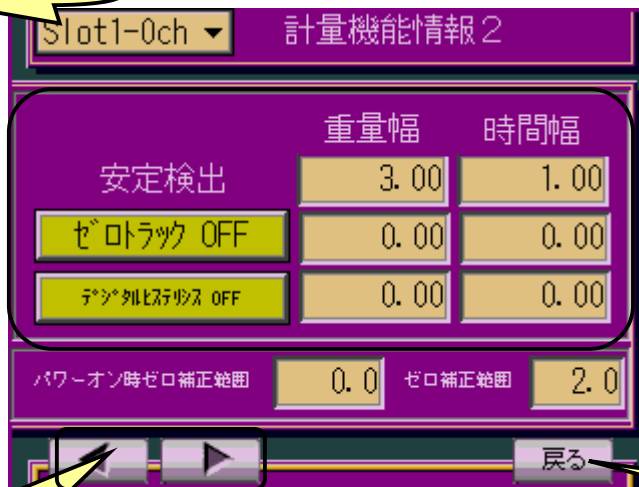 Slot1-0ch ▼ 計量機能情報2
重量幅 時間幅
安定検出 3.00 1.00
ｾﾞﾛﾄﾗｯｸ OFF 0.00 0.00
ﾃﾞｼﾞﾀﾙﾋｽﾃﾘｼｽ OFF 0.00 0.00
パワーオン時ゼロ補正範囲 0.0 ゼロ補正範囲 2.0
◀ ▶ 戻る